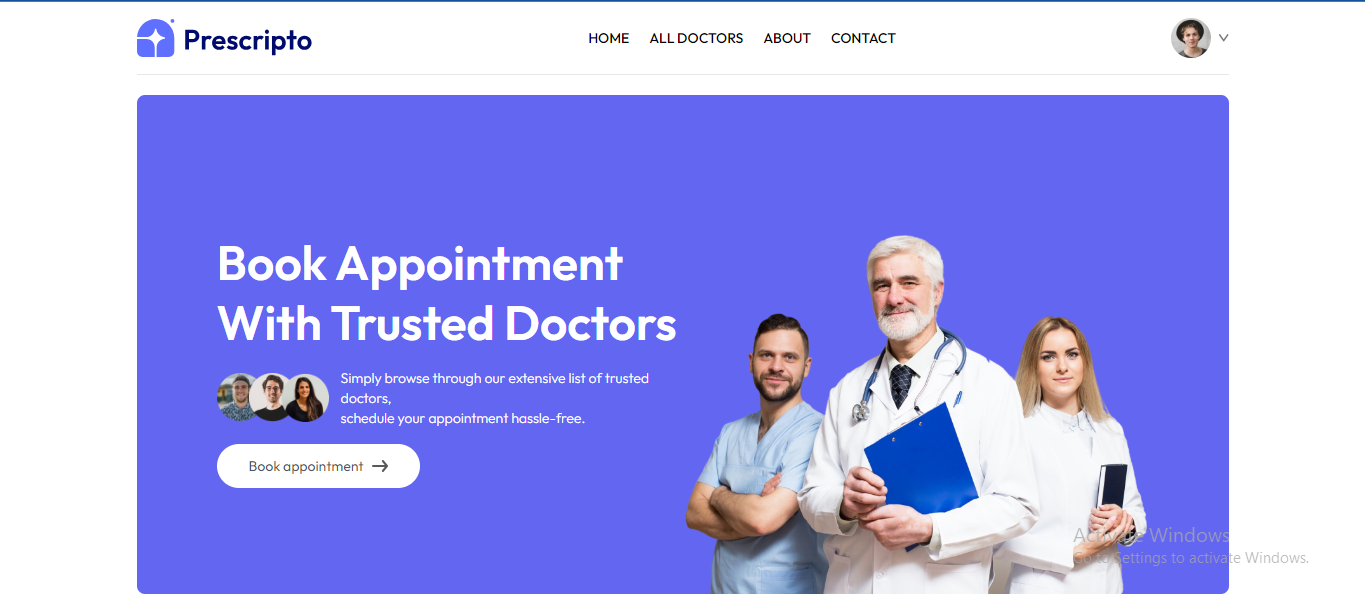 Prescripto
HOME
ALL DOCTORS
ABOUT
CONTACT
Book Appointment
With Trusted Doctors
Simply browse through our extensive list of trusted
doctors,
schedule your appointment hassle-free.
Book appointment
Activate Windows
Go to Settings to activate Windows.